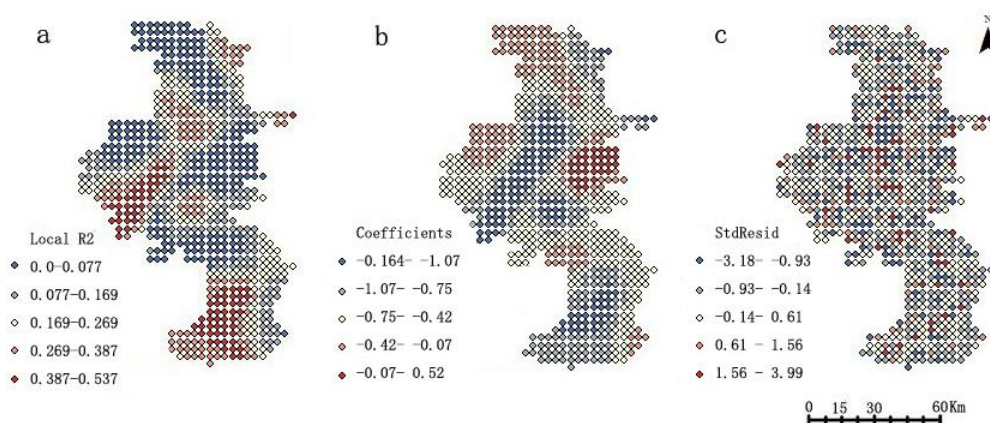 a
b
c
N
Local R2
0.0-0.077
0.077-0.169
0.169-0.269
0.269-0.387
0.387-0.537
Coefficients
-0.164- -1.07
-1.07- -0.75
-0.75- -0.42
-0.42- -0.07
-0.07- 0.52
StdResid
-3.18- -0.93
-0.93- -0.14
-0.14- 0.61
0.61 - 1.56
1.56 - 3.99
0 15 30 60 Km